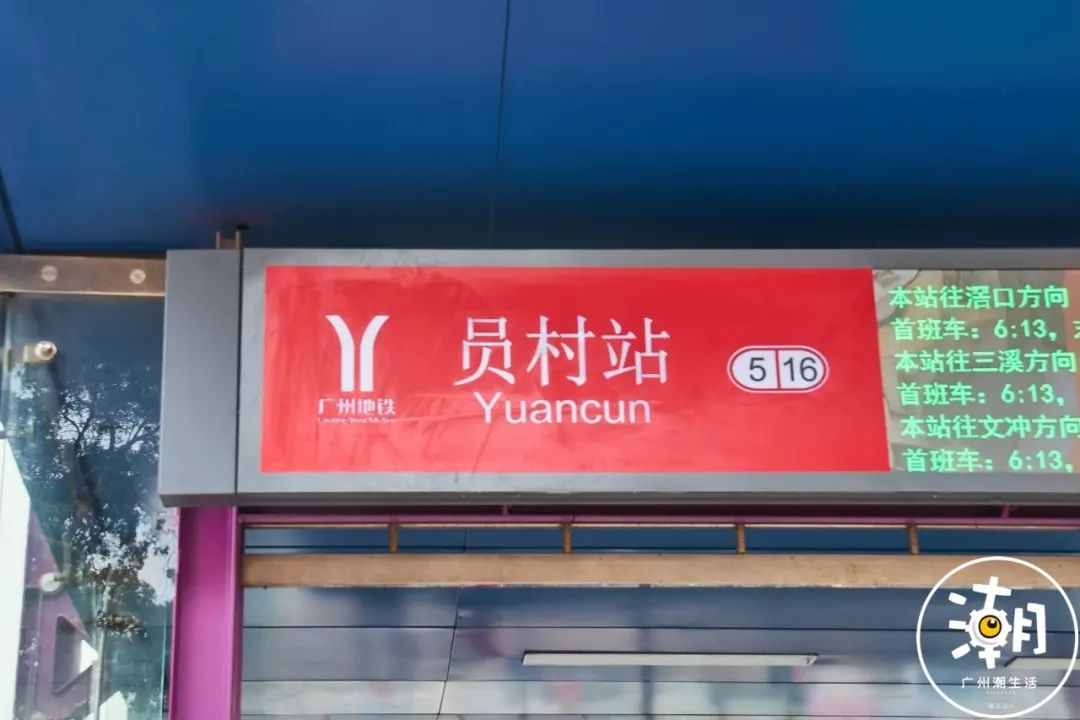 员村站
Yuancun
广州地铁
5 16
本站往滘口方向
首班车：6:13，
本站往三溪方向
首班车：6:13，
本站往文冲方向
首班车：6:13，
潮
广州潮生活